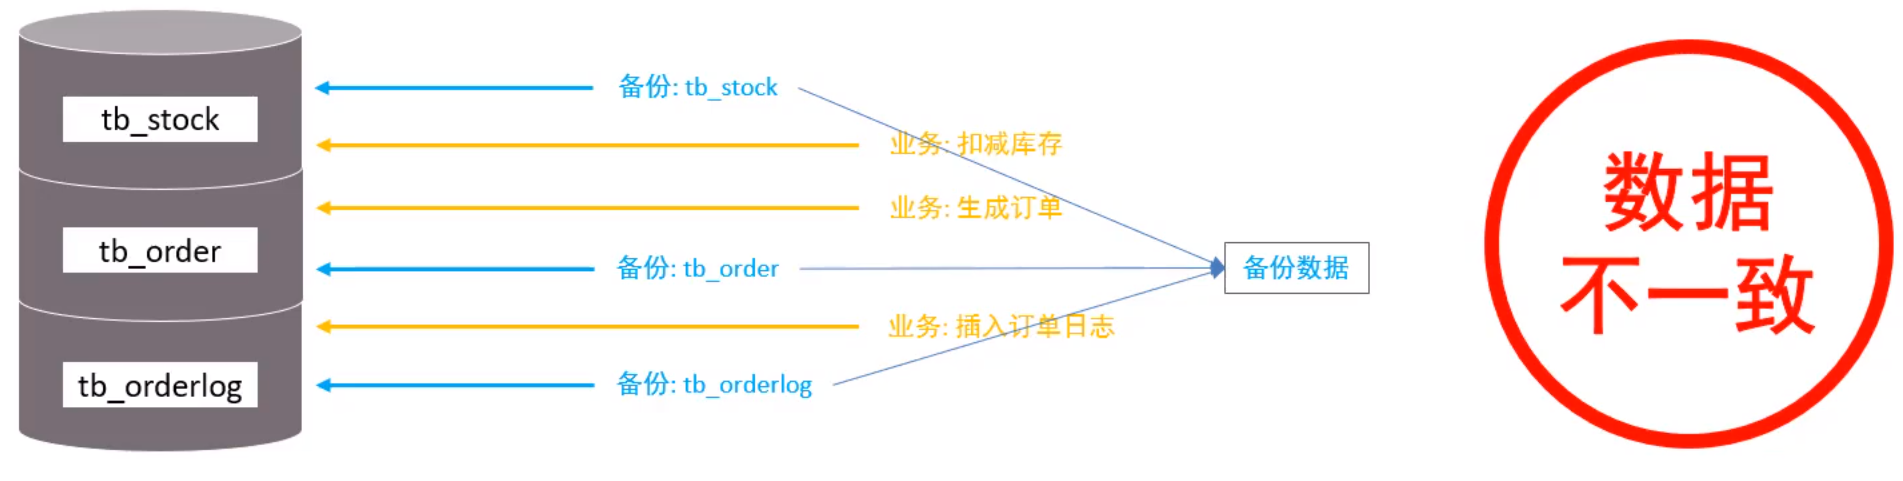 tb_stock
tb_order
tb_orderlog
备份: tb_stock
业务: 扣减库存
业务: 生成订单
备份: tb_order
业务: 插入订单日志
备份: tb_orderlog
备份数据
数据
不一致